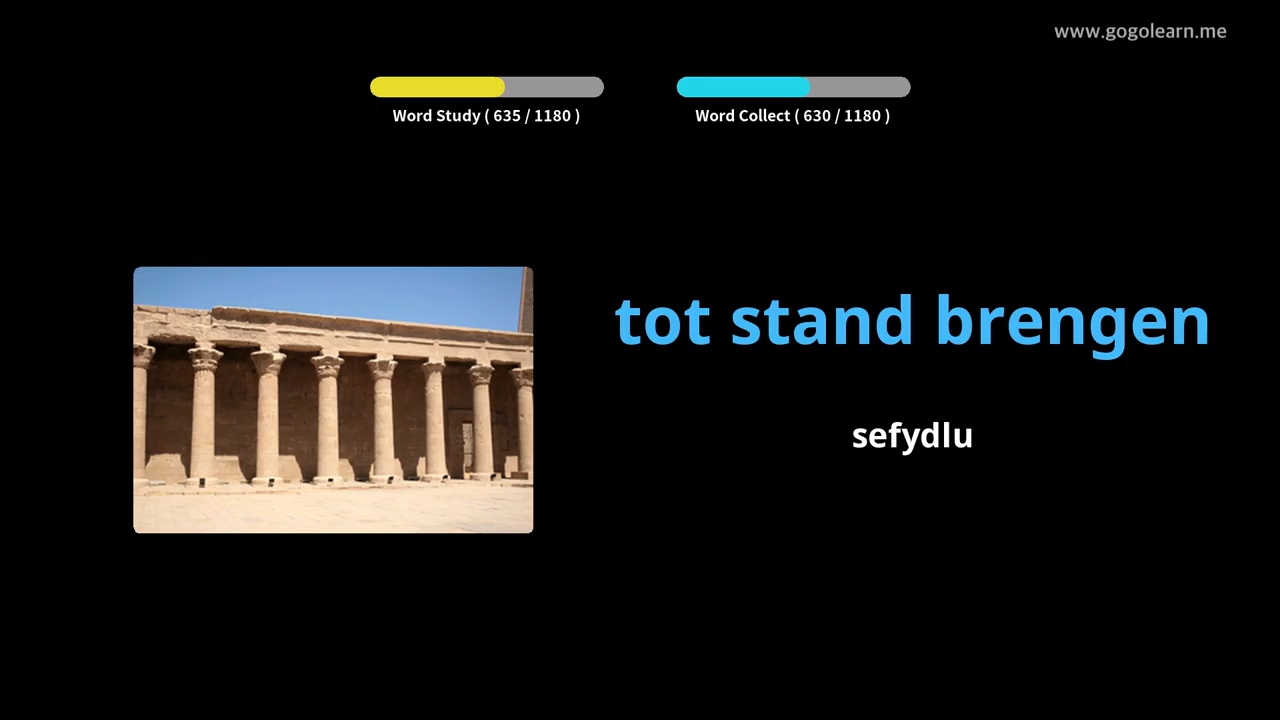 www.gogolearn.me
Word Study ( 635 / 1180 )
Word Collect ( 630 / 1180 )
tot stand brengen
sefydlu